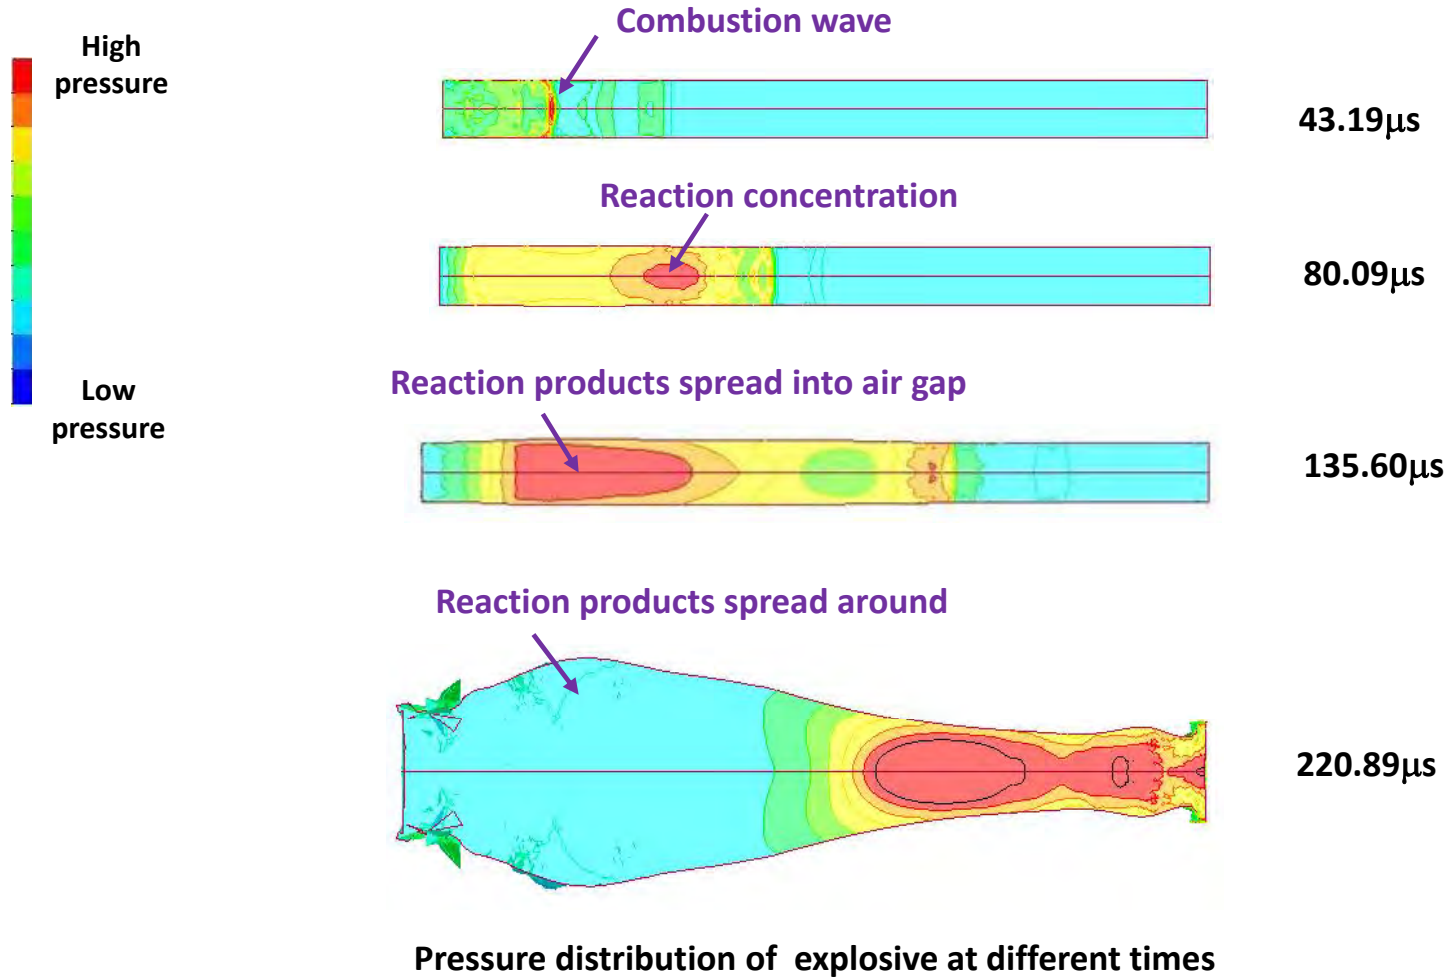 Combustion wave
High
pressure
43.19μs
Reaction concentration
80.09μs
Reaction products spread into air gap
Low
pressure
135.60μs
Reaction products spread around
220.89μs
Pressure distribution of explosive at different times